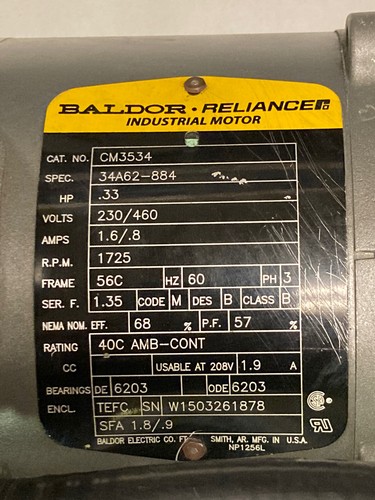 BALDOR · RELIANCE
INDUSTRIAL MOTOR
CAT. NO. CM3534
SPEC. 34A62-884
HP .33
VOLTS 230/460
AMPS 1.6/.8
R.P.M. 1725
FRAME 56C HZ 60 PH 3
SER. F. 1.35 CODE M DES B CLASS B
NEMA NOM. EFF. 68 % P.F. 57 %
RATING 40C AMB-CONT
CC USABLE AT 208V 1.9 A
BEARINGS DE 6203 ODE 6203
ENCL. TEFC SN W1503261878
SFA 1.8/.9
BALDOR ELECTRIC CO. FT. SMITH, AR. MFG. IN U.S.A.
NP1256L